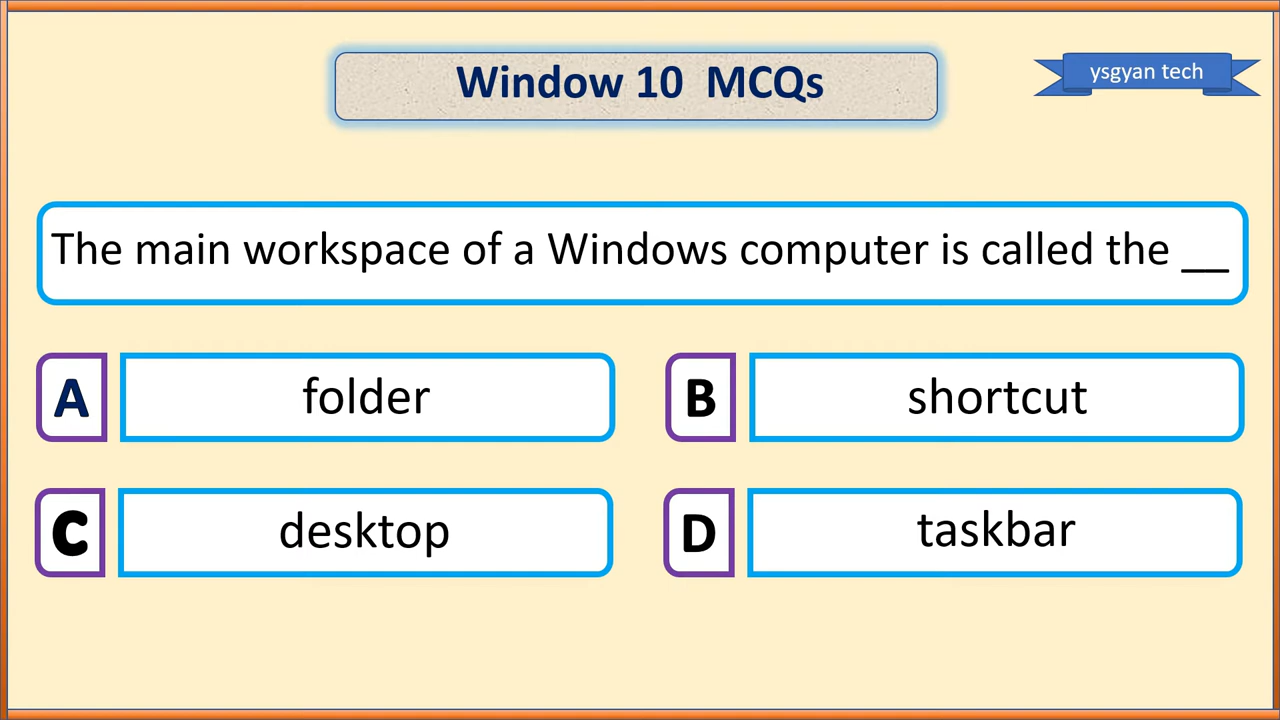 Window 10 MCQs
ysgyan tech
The main workspace of a Windows computer is called the __
A folder
B shortcut
C desktop
D taskbar